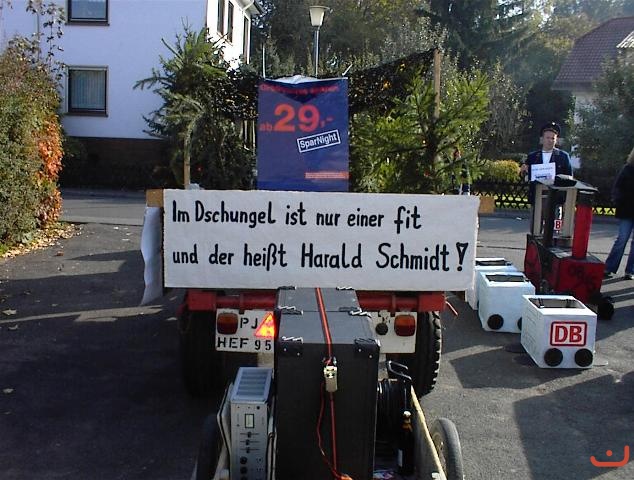 ab 29,-
SparNight
Im Dschungel ist nur einer fit
und der heißt Harald Schmidt!
PJ
HEF 95
DB